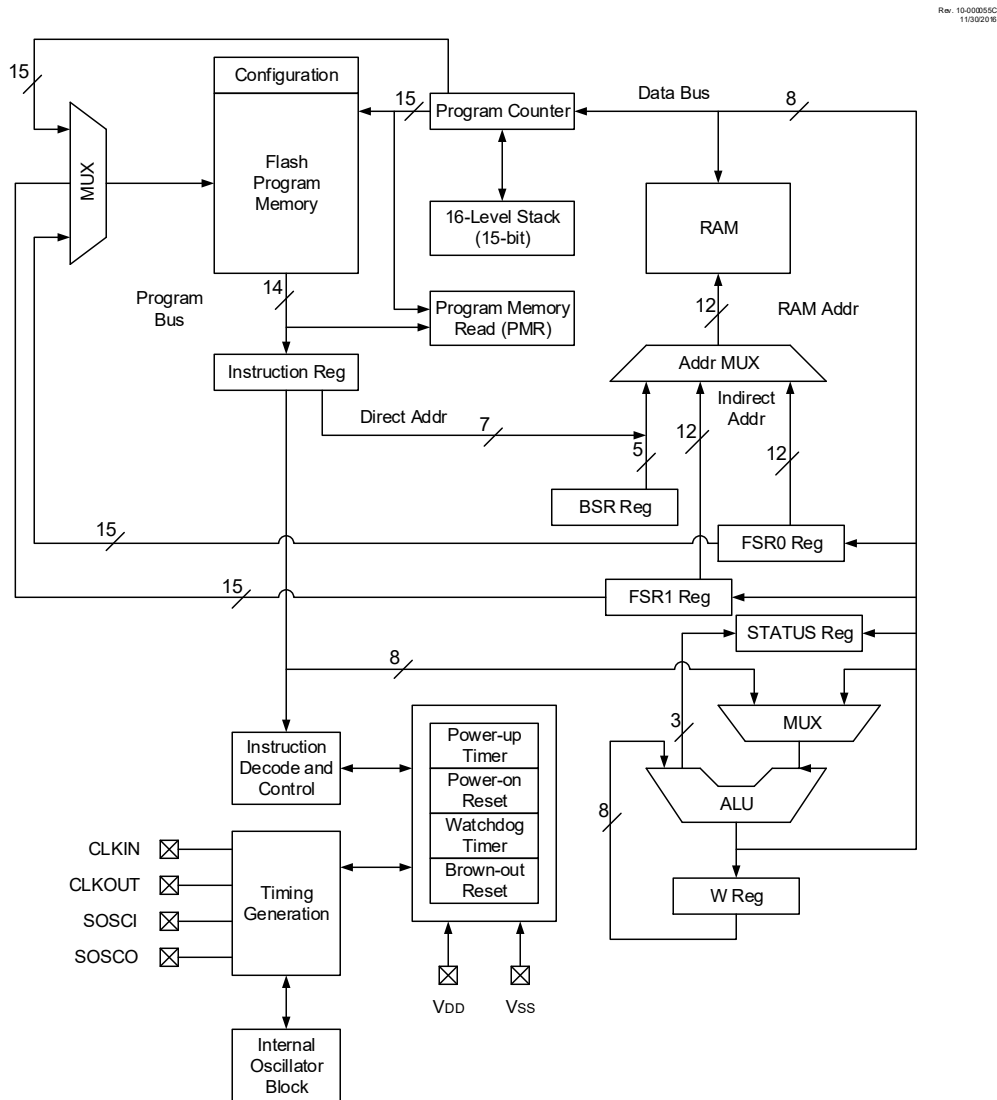 Rev. 10-000055C
11/30/2016
15
Configuration
15
Program Counter
Data Bus
8
MUX
Flash
Program
Memory
16-Level Stack
(15-bit)
RAM
14
Program
Bus
Program Memory
Read (PMR)
12
RAM Addr
Instruction Reg
Addr MUX
Direct Addr
7
Indirect
Addr
5
12
12
BSR Reg
15
FSR0 Reg
15
FSR1 Reg
STATUS Reg
8
3
MUX
Instruction
Decode and
Control
Power-up
Timer
Power-on
Reset
Watchdog
Timer
Brown-out
Reset
8
ALU
W Reg
CLKIN
CLKOUT
SOSCI
SOSCO
Timing
Generation
VDD
VSS
Internal
Oscillator
Block